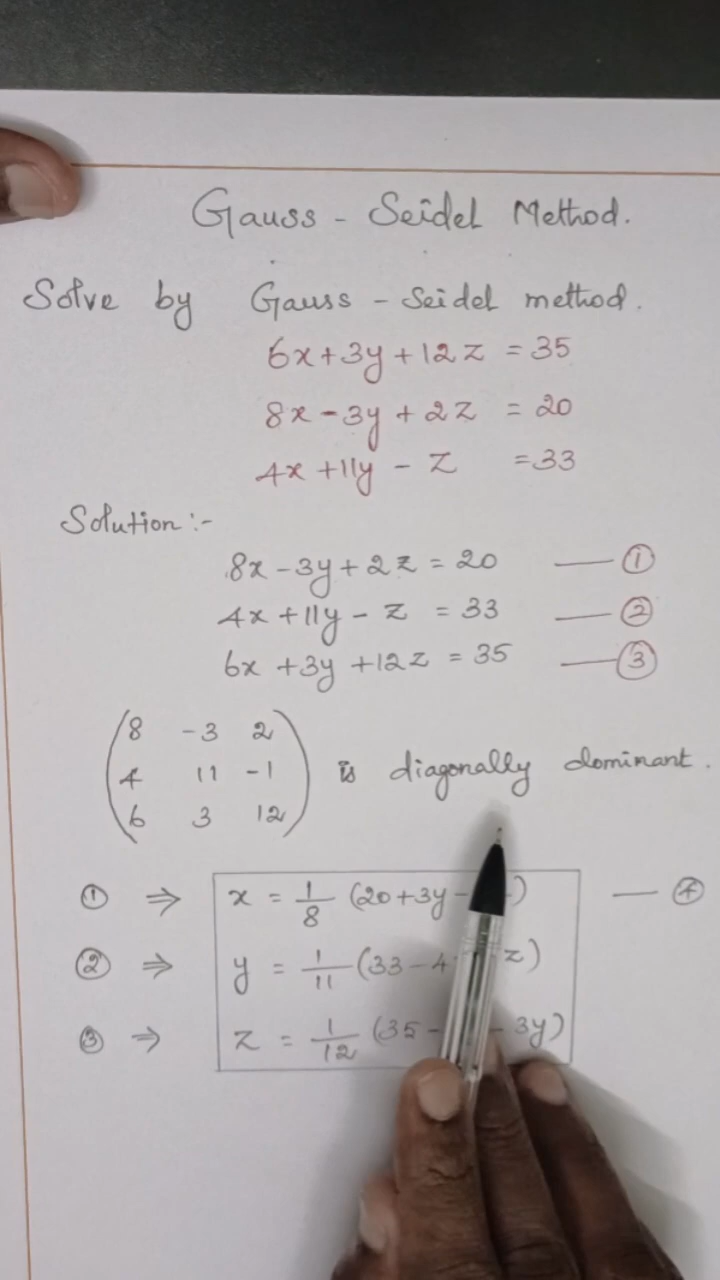 Gauss - Seidel Method.
Solve by Gauss - Seidel method.
6x+3y+12z = 35
8x-3y+2z = 20
4x+11y-z = 33
Solution:-
8x-3y+2z = 20 — ①
4x+11y-z = 33 — ②
6x+3y+12z = 35 — ③
8 -3 2
4 11 -1 is diagonally dominant.
6 3 12
① ⇒ x = 1/8 (20+3y- ) — ④
② ⇒ y = 1/11 (33-4 z)
③ ⇒ z = 1/12 (35- - 3y)